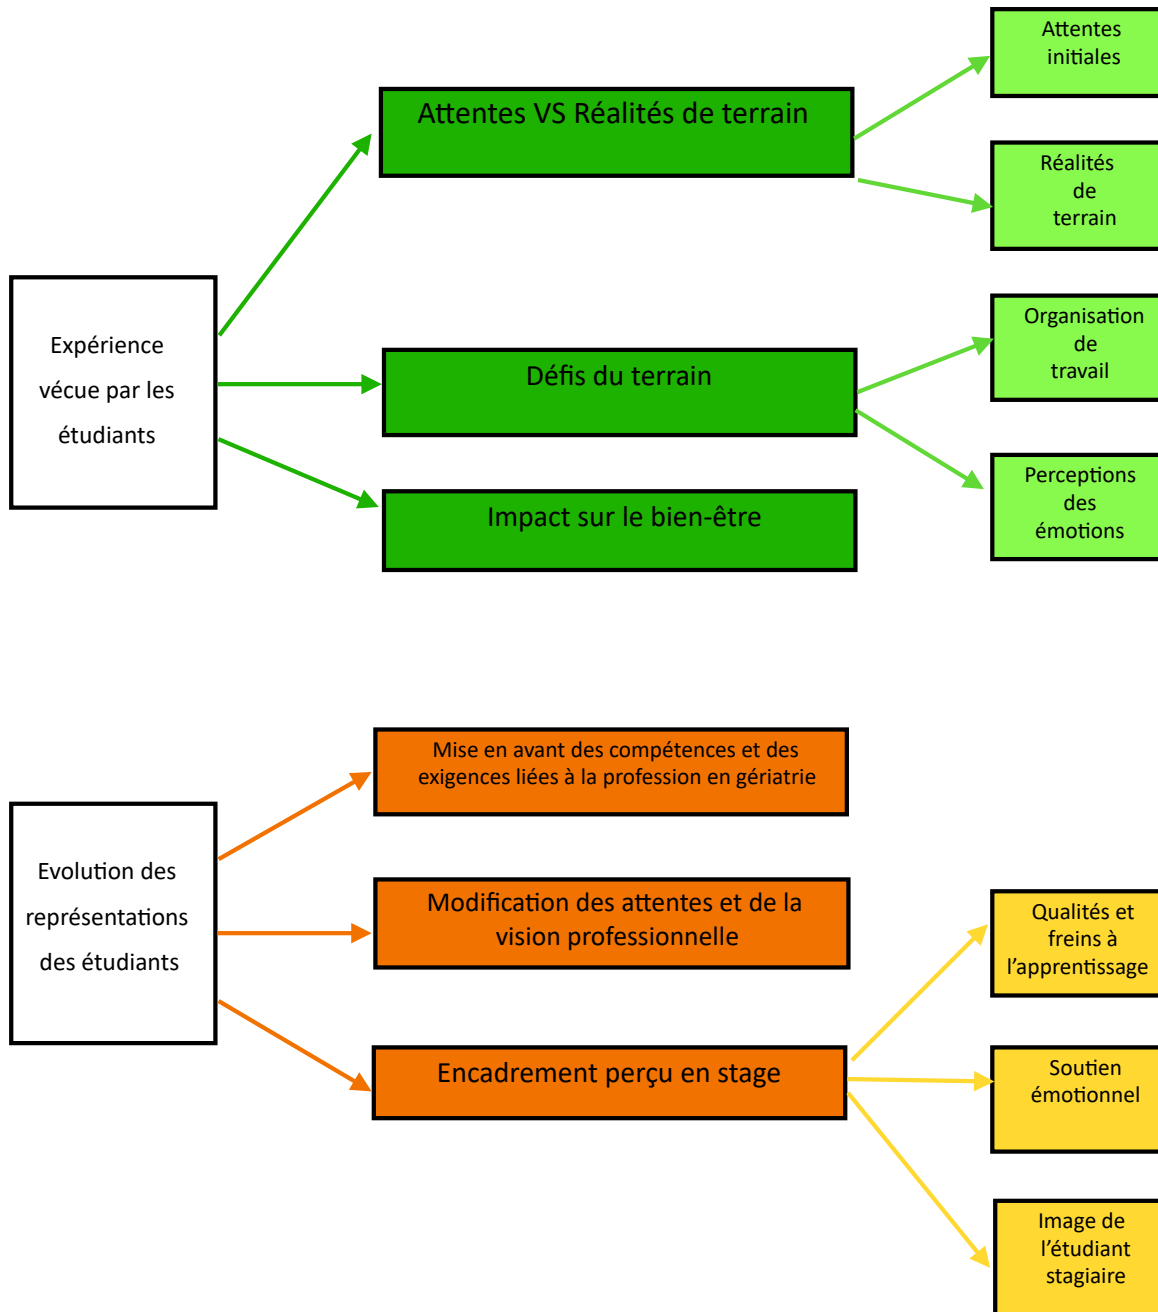 Expérience
vécue par les
étudiants
Attentes VS Réalités de terrain
Attentes
initiales
Réalités
de
terrain
Défis du terrain
Organisation
de
travail
Perceptions
des
émotions
Impact sur le bien-être
Evolution des
représentations
des étudiants
Mise en avant des compétences et des
exigences liées à la profession en gériatrie
Modification des attentes et de la
vision professionnelle
Encadrement perçu en stage
Qualités et
freins à
l’apprentissage
Soutien
émotionnel
Image de
l’étudiant
stagiaire